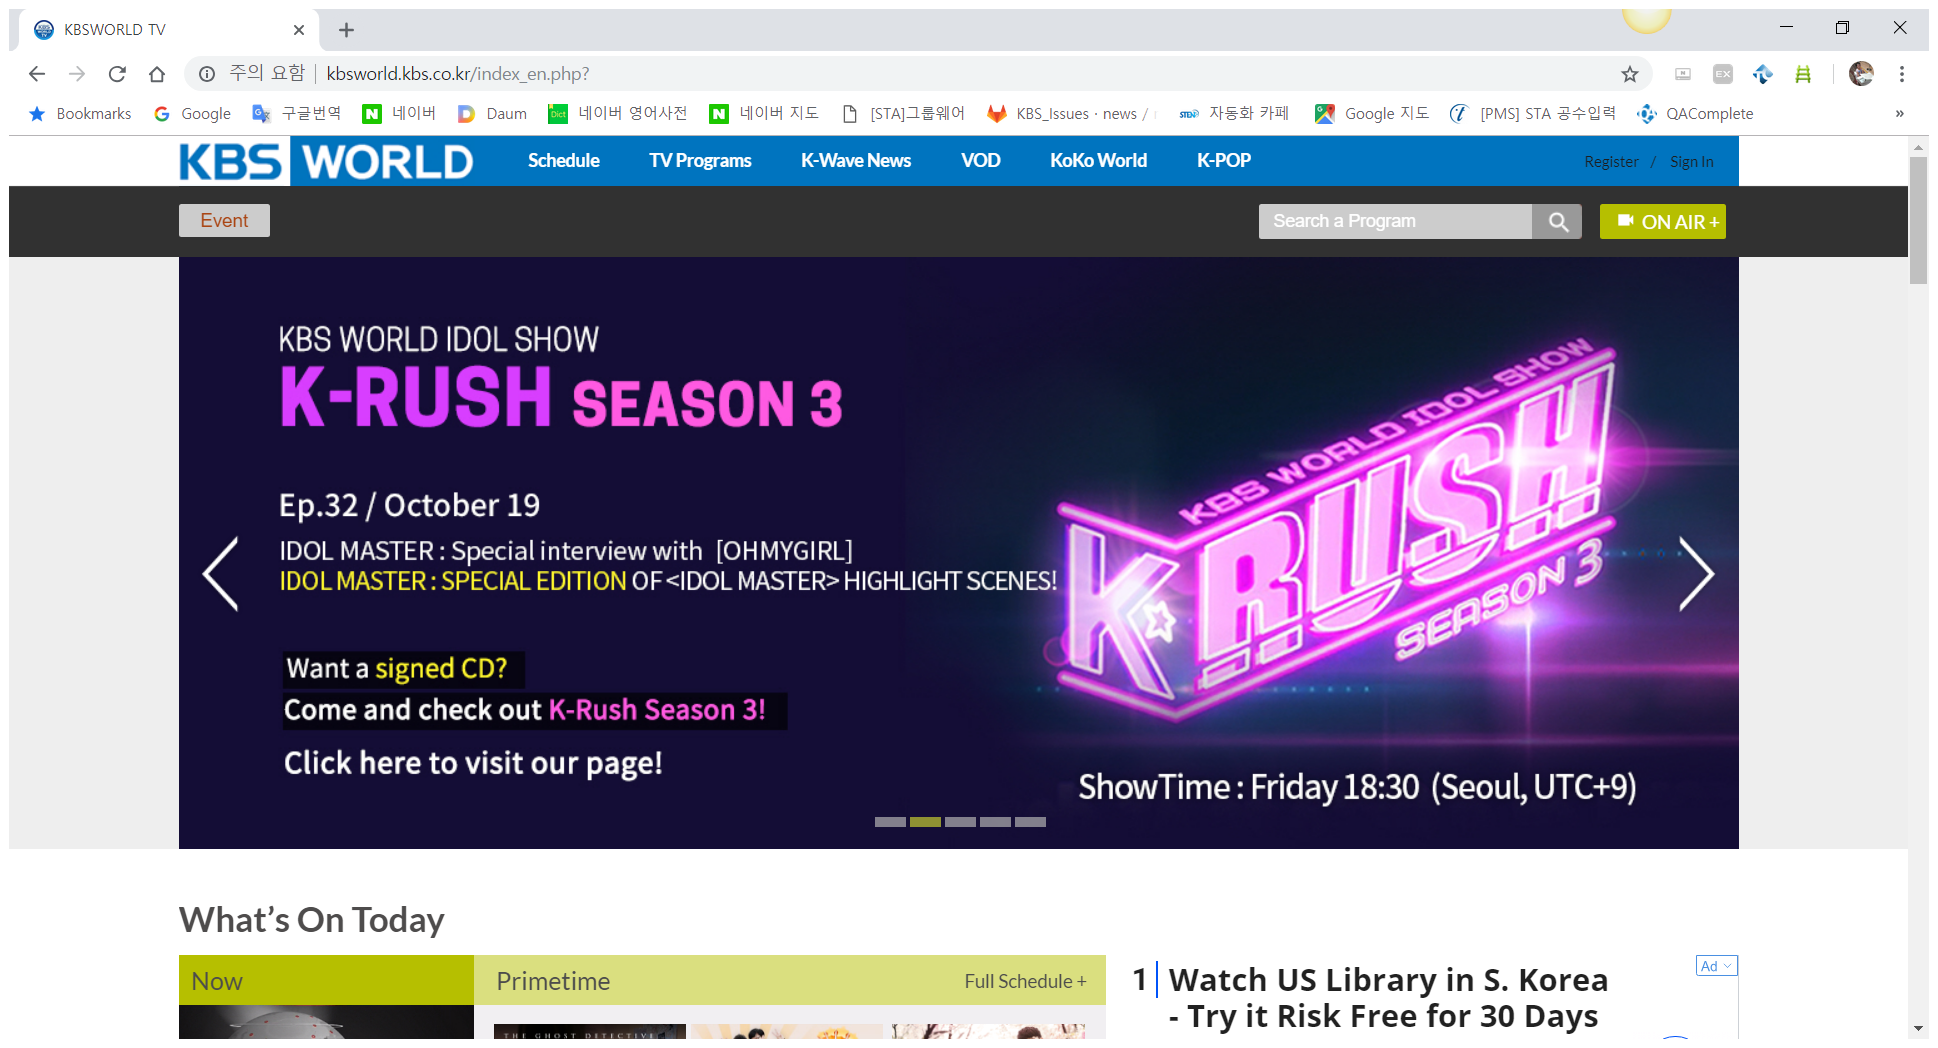 KBSWORLD TV
주의 요함 kbsworld.kbs.co.kr/index_en.php?
Bookmarks Google 구글번역 네이버 Daum 네이버 영어사전 네이버 지도 [STA]그룹웨어 KBS_Issues · news / 자동화 카페 Google 지도 [PMS] STA 공수입력 QAComplete »
KBS WORLD Schedule TV Programs K-Wave News VOD KoKo World K-POP Register / Sign In
Event Search a Program ON AIR +
KBS WORLD IDOL SHOW
K-RUSH SEASON 3
Ep.32 / October 19
IDOL MASTER : Special interview with [OHMYGIRL]
IDOL MASTER : SPECIAL EDITION OF <IDOL MASTER> HIGHLIGHT SCENES!
Want a signed CD?
Come and check out K-Rush Season 3!
Click here to visit our page!
KBS WORLD IDOL SHOW
K RUSH
SEASON 3
ShowTime : Friday 18:30 (Seoul, UTC+9)
What's On Today
Now Primetime Full Schedule +
THE GHOST DETECTIVE
Ad
1 Watch US Library in S. Korea
- Try it Risk Free for 30 Days